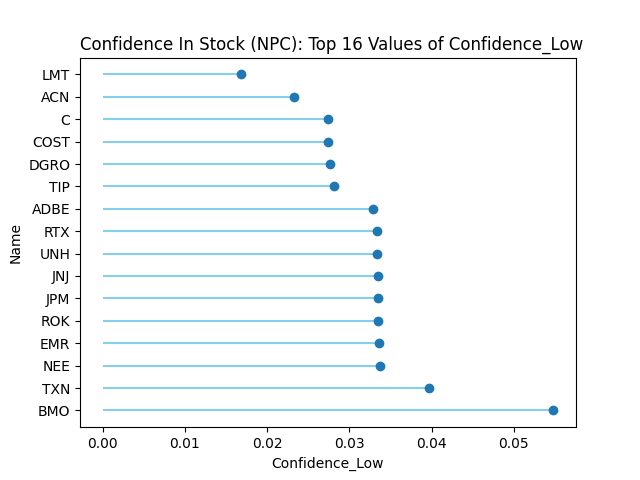 Confidence In Stock (NPC): Top 16 Values of Confidence_Low
LMT
ACN
C
COST
DGRO
TIP
ADBE
RTX
UNH
JNJ
JPM
ROK
EMR
NEE
TXN
BMO
Name
0.00 0.01 0.02 0.03 0.04 0.05
Confidence_Low